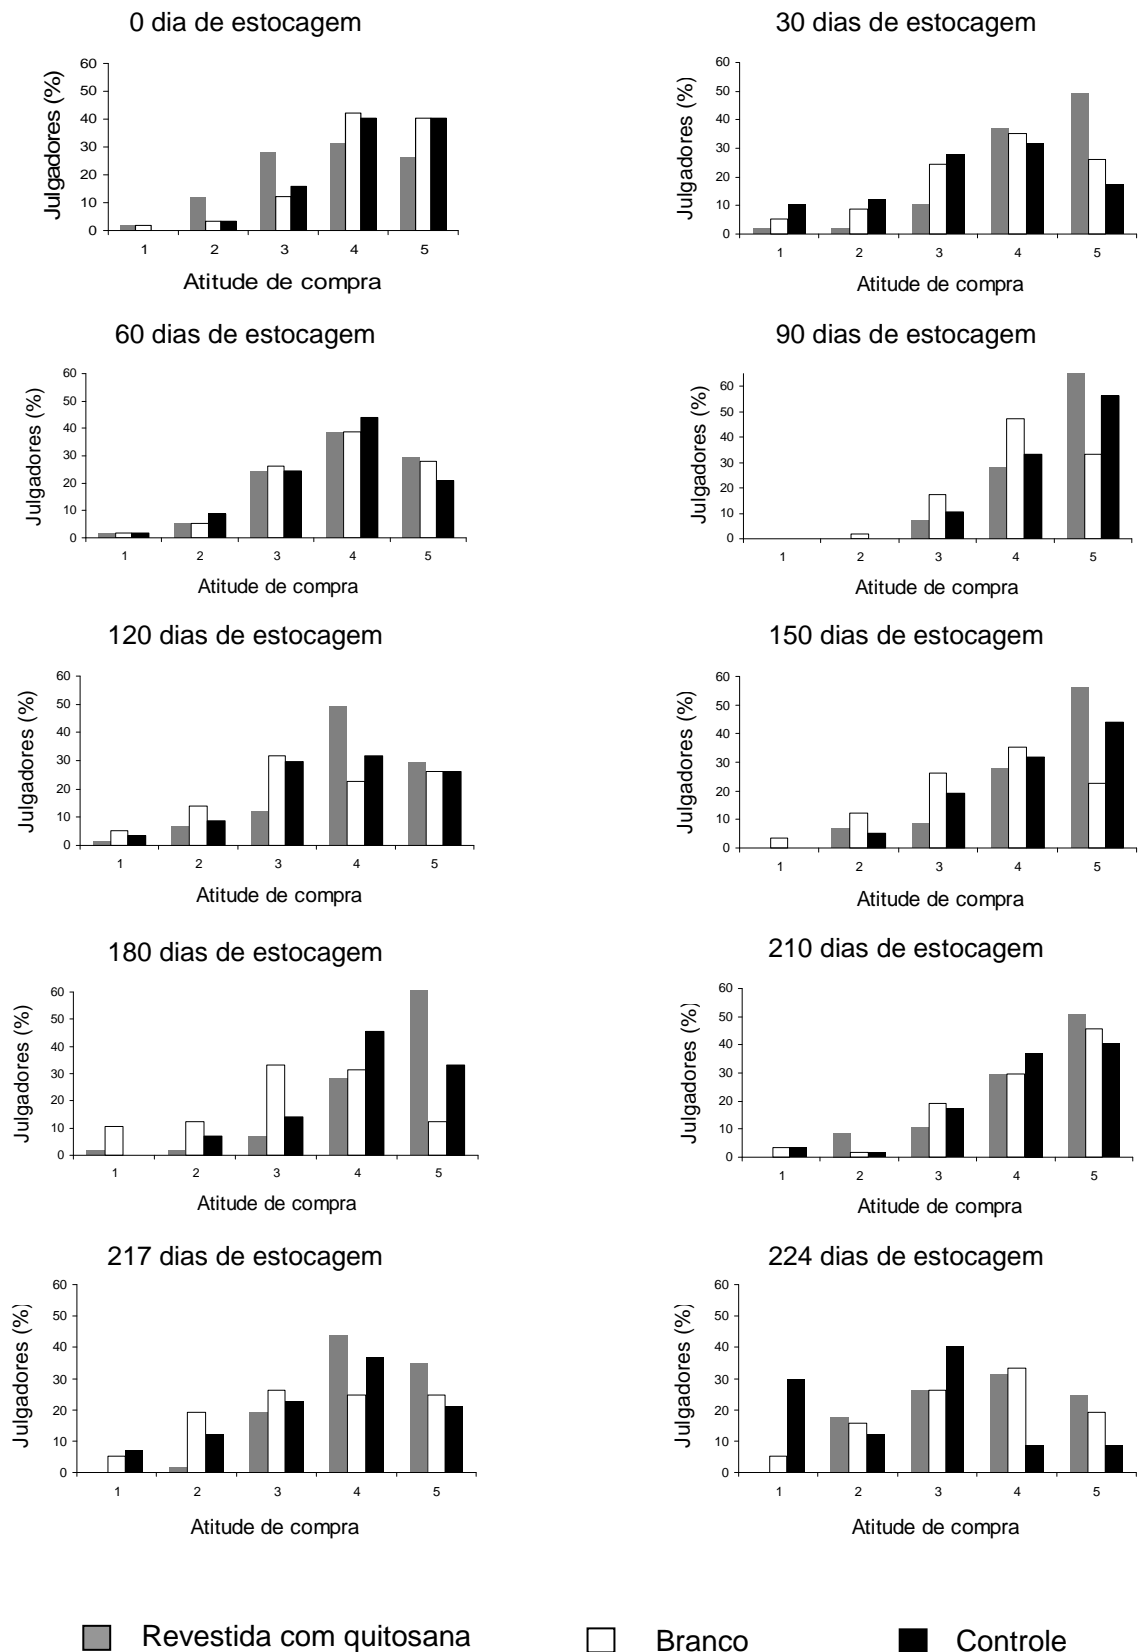 0 dia de estocagem
60
50
40
30
20
10
0
Julgadores (%)
1 2 3 4 5
Atitude de compra
30 dias de estocagem
60
50
40
30
20
10
0
Julgadores (%)
1 2 3 4 5
Atitude de compra
60 dias de estocagem
60
50
40
30
20
10
0
Julgadores (%)
1 2 3 4 5
Atitude de compra
90 dias de estocagem
60
50
40
30
20
10
0
Julgadores (%)
1 2 3 4 5
Atitude de compra
120 dias de estocagem
60
50
40
30
20
10
0
Julgadores (%)
1 2 3 4 5
Atitude de compra
150 dias de estocagem
60
50
40
30
20
10
0
Julgadores (%)
1 2 3 4 5
Atitude de compra
180 dias de estocagem
60
50
40
30
20
10
0
Julgadores (%)
1 2 3 4 5
Atitude de compra
210 dias de estocagem
60
50
40
30
20
10
0
Julgadores (%)
1 2 3 4 5
Atitude de compra
217 dias de estocagem
60
50
40
30
20
10
0
Julgadores (%)
1 2 3 4 5
Atitude de compra
224 dias de estocagem
60
50
40
30
20
10
0
Julgadores (%)
1 2 3 4 5
Atitude de compra
Revestida com quitosana Branco Controle